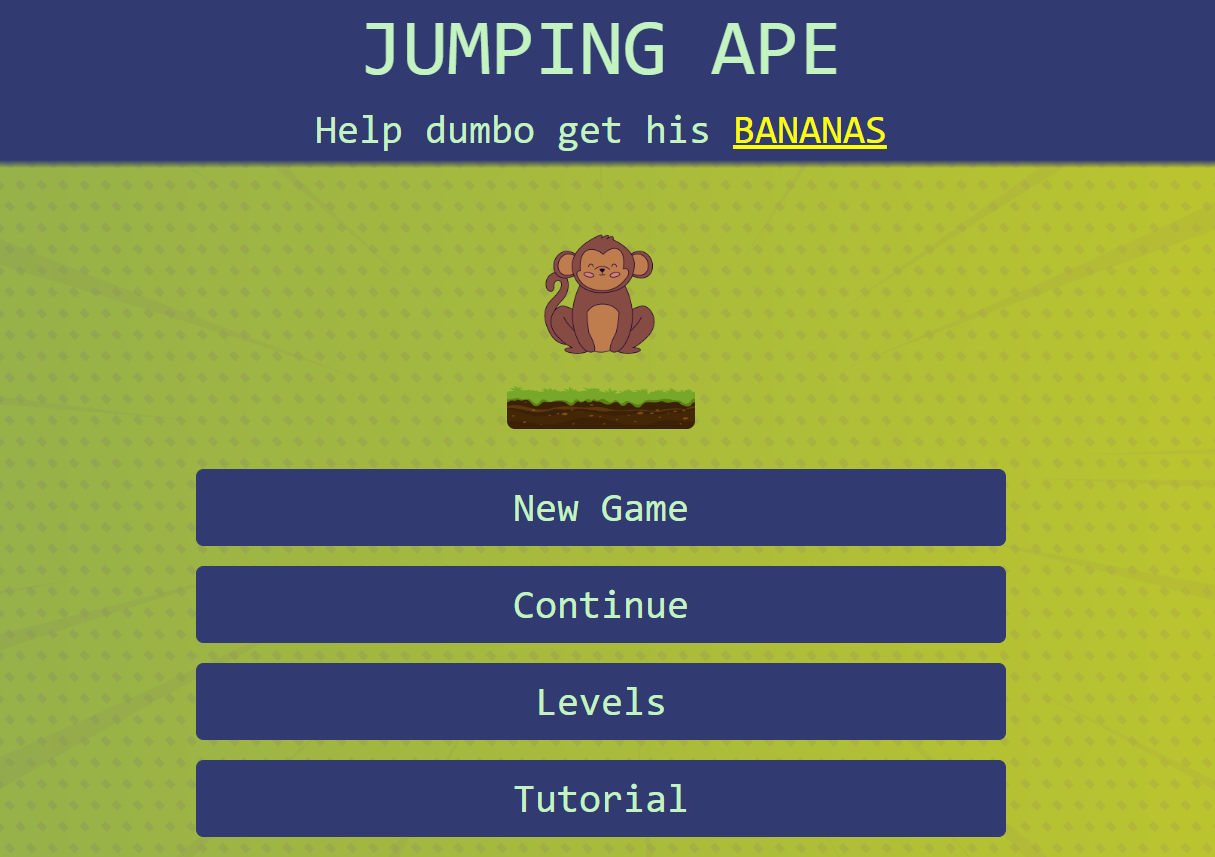 JUMPING APE
Help dumbo get his BANANAS
New Game
Continue
Levels
Tutorial